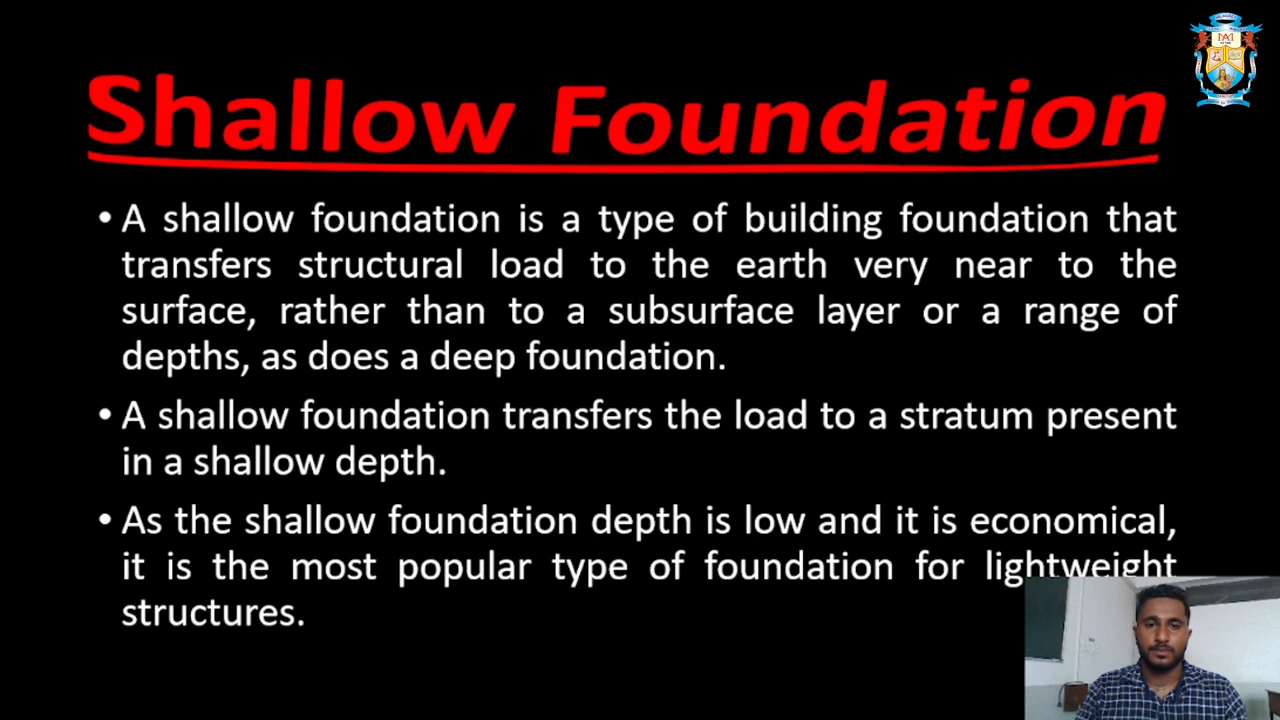 Shallow Foundation
• A shallow foundation is a type of building foundation that
transfers structural load to the earth very near to the
surface, rather than to a subsurface layer or a range of
depths, as does a deep foundation.
• A shallow foundation transfers the load to a stratum present
in a shallow depth.
• As the shallow foundation depth is low and it is economical,
it is the most popular type of foundation for lightweight
structures.